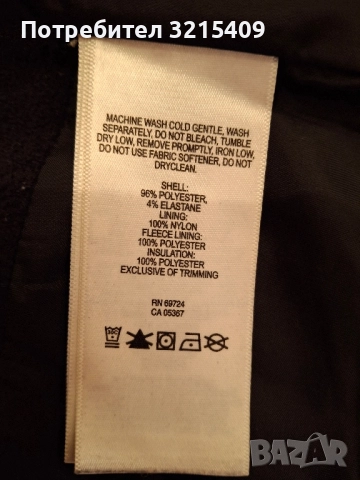 Потребител 3215409
MACHINE WASH COLD GENTLE, WASH
SEPARATELY, DO NOT BLEACH, TUMBLE
DRY LOW, REMOVE PROMPTLY, IRON LOW,
DO NOT USE FABRIC SOFTENER, DO NOT
DRYCLEAN.
SHELL:
96% POLYESTER,
4% ELASTANE
LINING:
100% NYLON
FLEECE LINING:
100% POLYESTER
INSULATION:
100% POLYESTER
EXCLUSIVE OF TRIMMING
RN 69724
CA 05367
BAZAR
bg